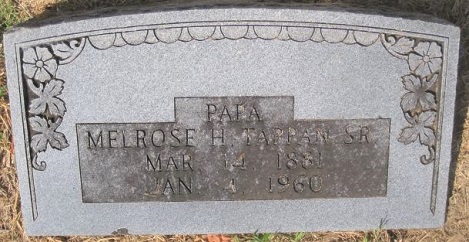 PAPA
MELROSE H. TAPPAN SR
MAR. 14 1881
JAN 4, 1960